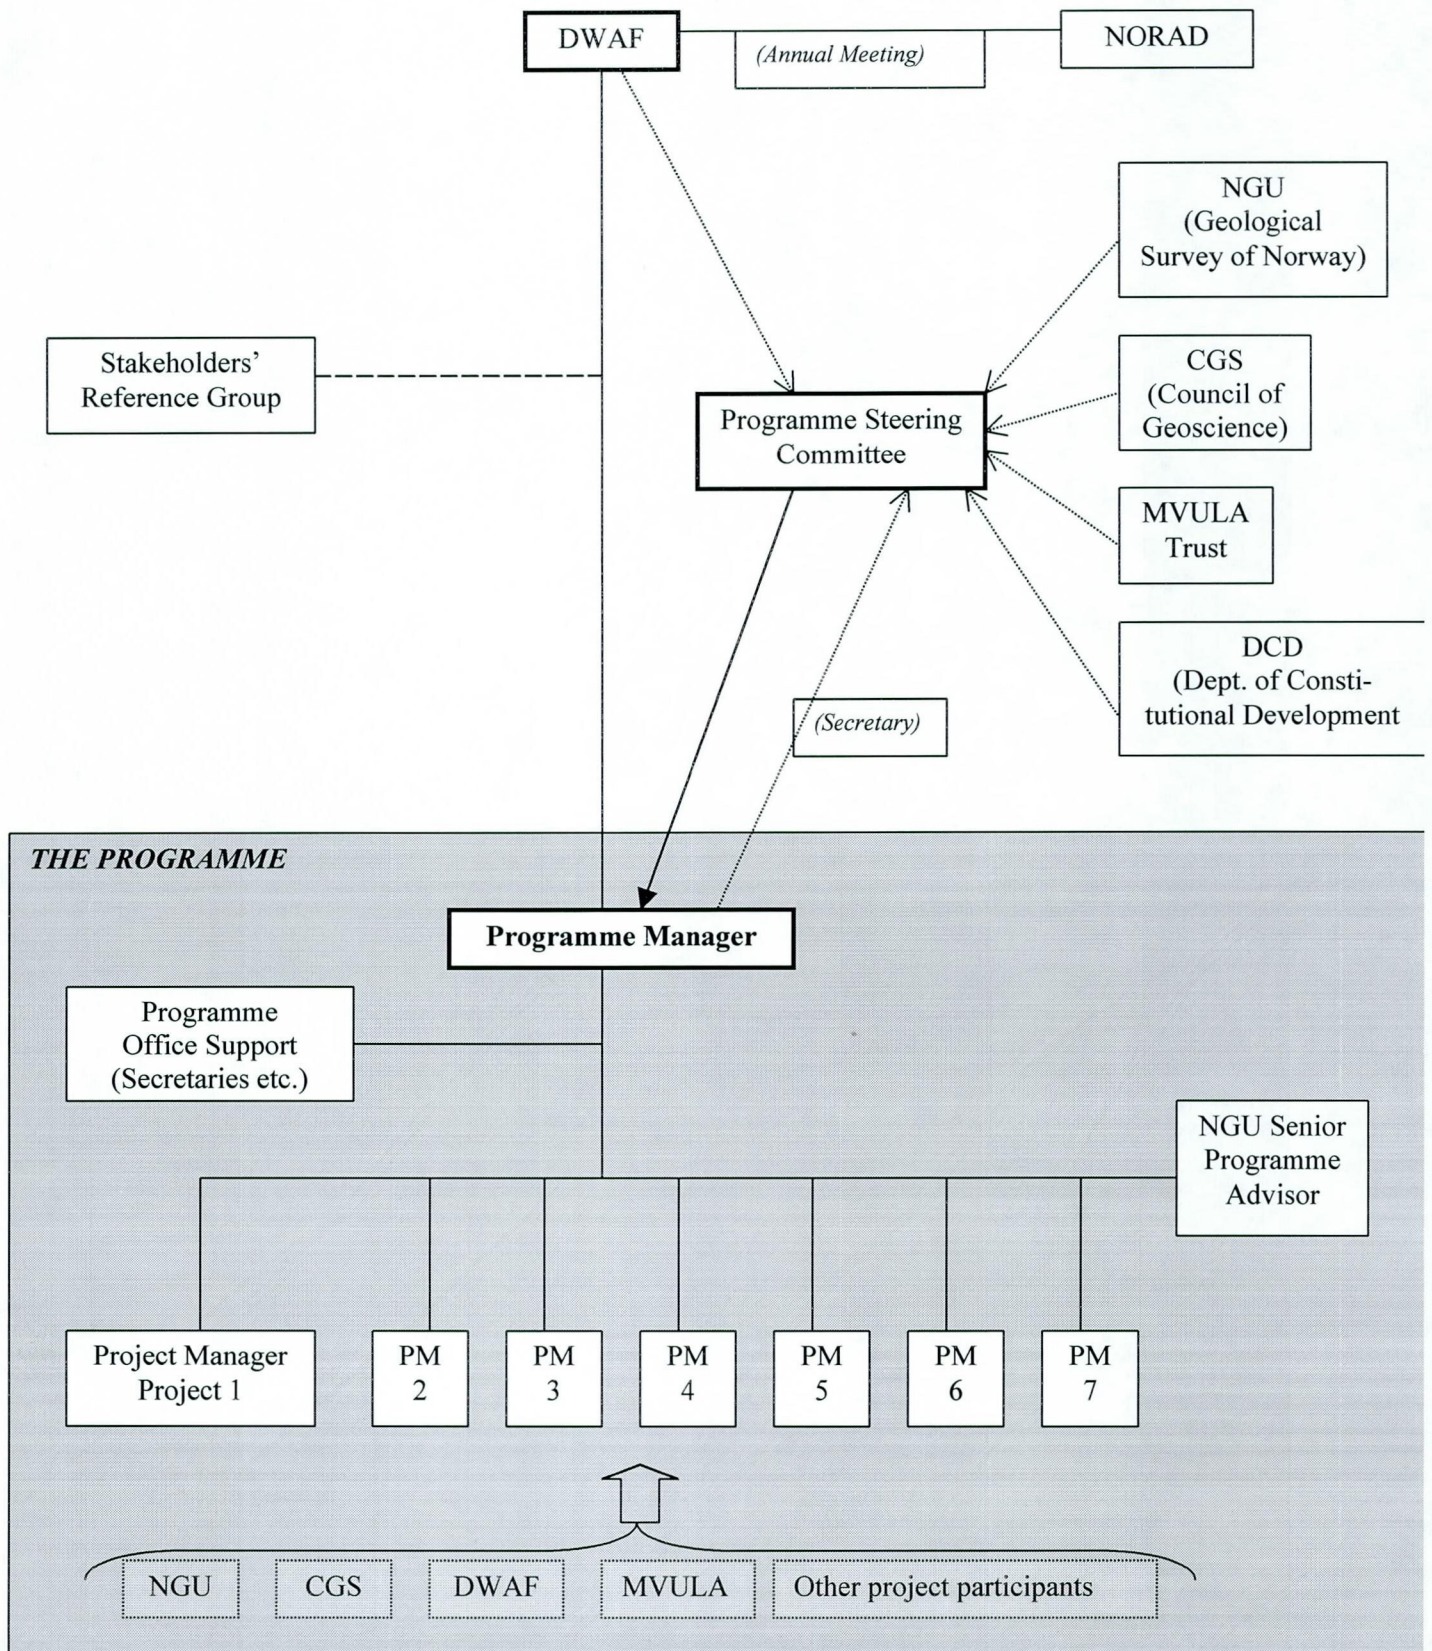 DWAF
(Annual Meeting)
NORAD
NGU
(Geological
Survey of Norway)
Stakeholders’
Reference Group
CGS
(Council of
Geoscience)
Programme Steering
Committee
MVULA
Trust
DCD
(Dept. of Consti-
tutional Development
(Secretary)
THE PROGRAMME
Programme Manager
Programme
Office Support
(Secretaries etc.)
NGU Senior
Programme
Advisor
Project Manager
Project 1
PM
2
PM
3
PM
4
PM
5
PM
6
PM
7
NGU
CGS
DWAF
MVULA
Other project participants